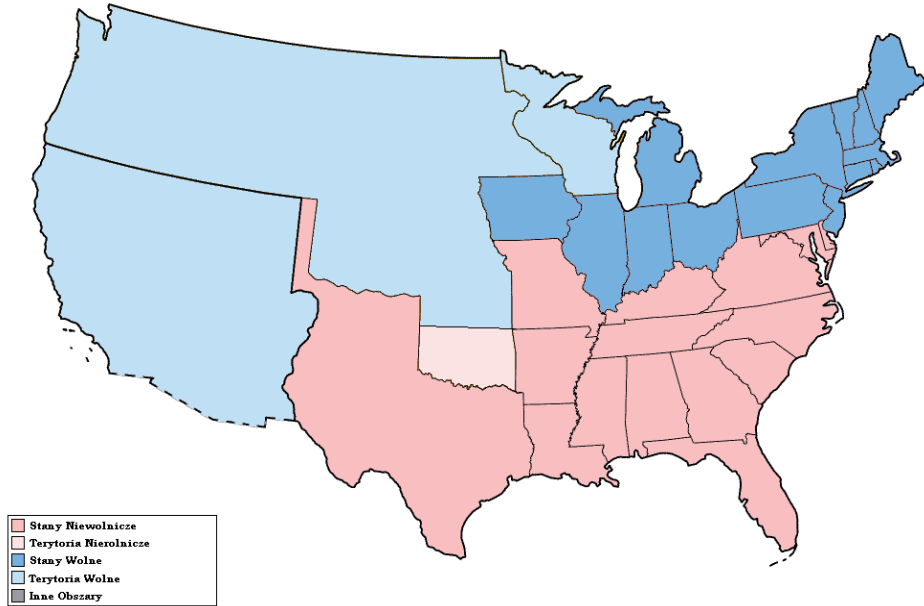 Stany Niewolnicze
Terytoria Nierolnicze
Stany Wolne
Terytoria Wolne
Inne Obszary